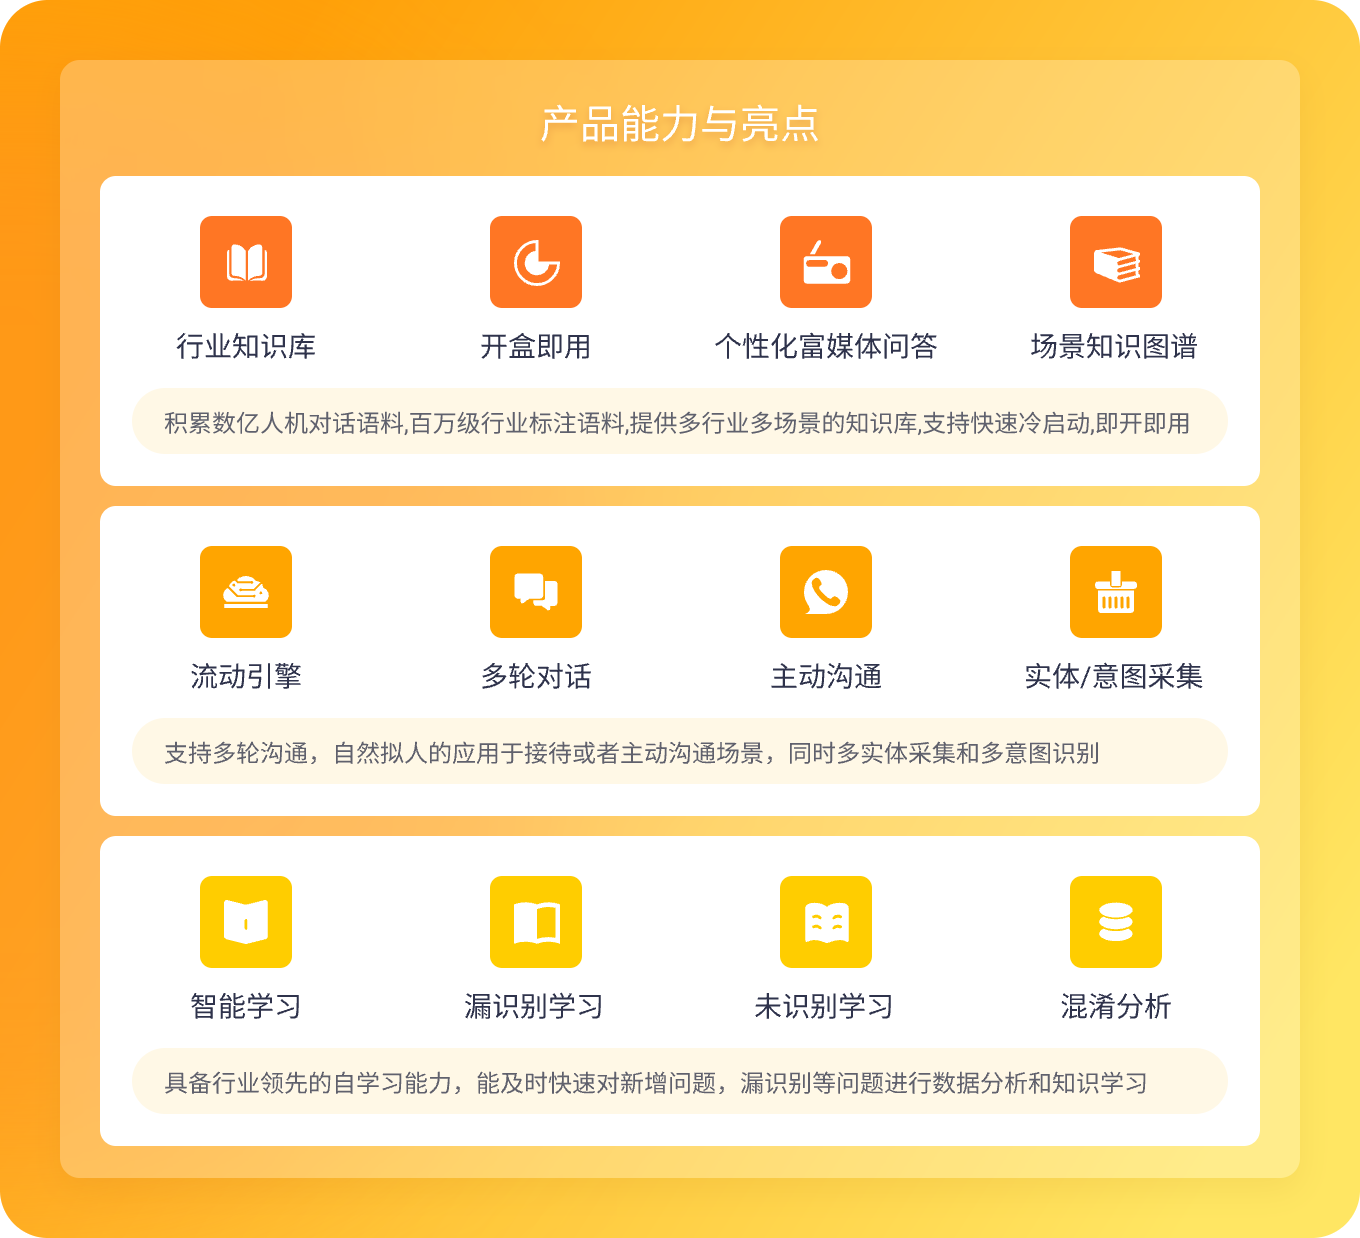 产品能力与亮点
行业知识库 开盒即用 个性化富媒体问答 场景知识图谱
积累数亿人机对话语料,百万级行业标注语料,提供多行业多场景的知识库,支持快速冷启动,即开即用
流动引擎 多轮对话 主动沟通 实体/意图采集
支持多轮沟通，自然拟人的应用于接待或者主动沟通场景，同时多实体采集和多意图识别
智能学习 漏识别学习 未识别学习 混淆分析
具备行业领先的自学习能力，能及时快速对新增问题，漏识别等问题进行数据分析和知识学习